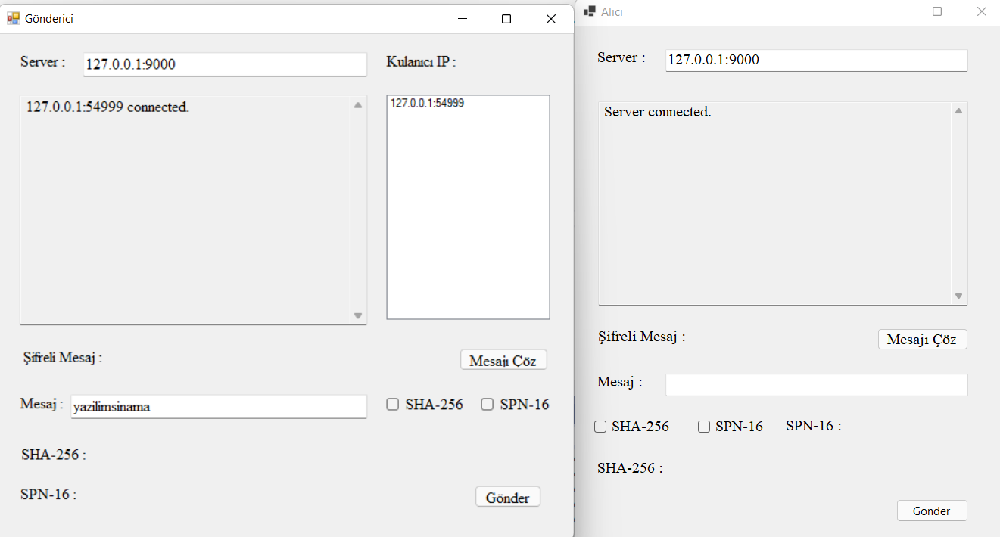 Gönderici
Server :
127.0.0.1:9000
Kulanıcı IP :
127.0.0.1:54999 connected.
127.0.0.1:54999
Şifreli Mesaj :
Mesajı Çöz
Mesaj :
yazilimsinama
SHA-256
SPN-16
SHA-256 :
SPN-16 :
Gönder
Alıcı
Server :
127.0.0.1:9000
Server connected.
Şifreli Mesaj :
Mesajı Çöz
Mesaj :
SHA-256
SPN-16
SPN-16 :
SHA-256 :
Gönder